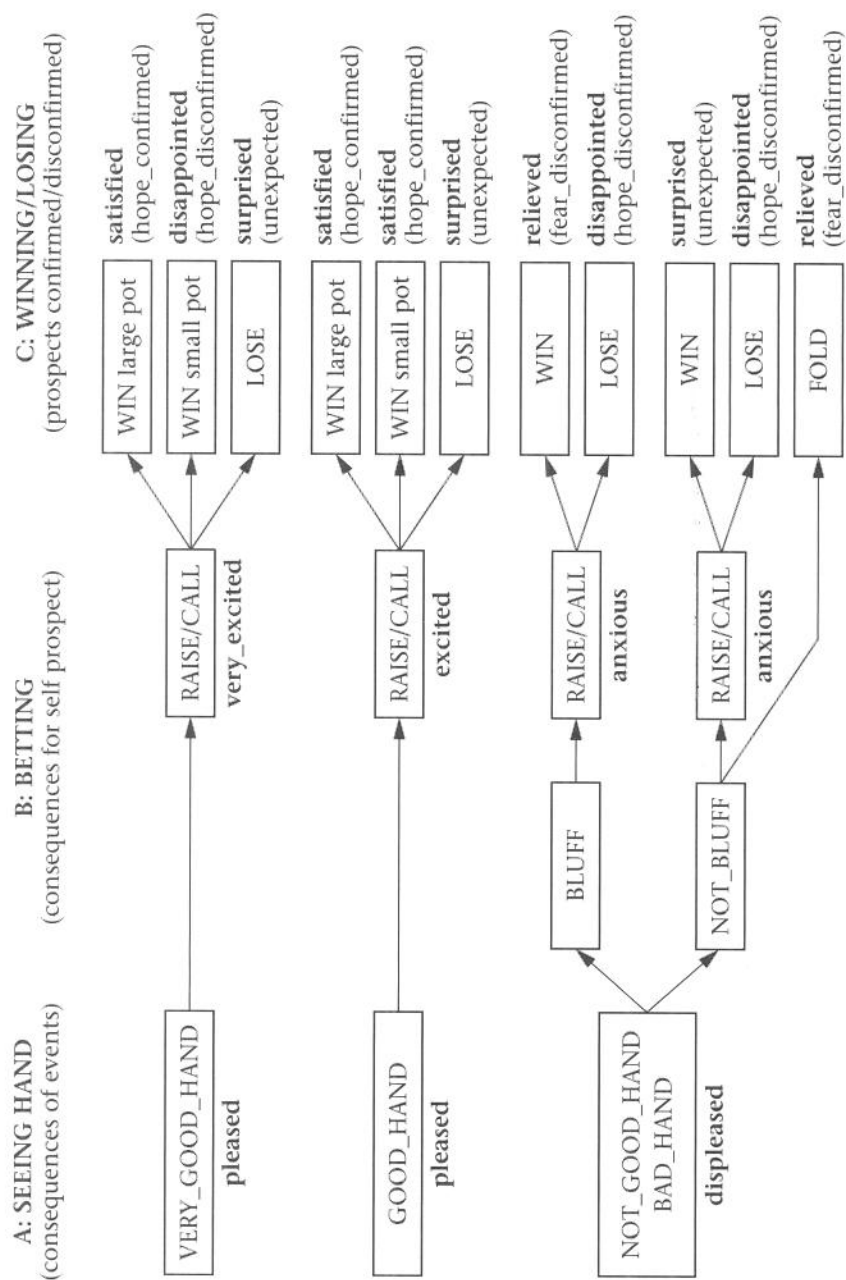 A: SEEING HAND
(consequences of events)
B: BETTING
(consequences for self prospect)
C: WINNING/LOSING
(prospects confirmed/disconfirmed)
VERY_GOOD_HAND
pleased
RAISE/CALL
very_excited
WIN large pot
satisfied
(hope_confirmed)
WIN small pot
disappointed
(hope_disconfirmed)
LOSE
surprised
(unexpected)
GOOD_HAND
pleased
RAISE/CALL
excited
WIN large pot
satisfied
(hope_confirmed)
WIN small pot
satisfied
(hope_confirmed)
LOSE
surprised
(unexpected)
NOT_GOOD_HAND
BAD_HAND
displeased
BLUFF
RAISE/CALL
anxious
WIN
relieved
(fear_disconfirmed)
LOSE
disappointed
(hope_disconfirmed)
NOT_BLUFF
RAISE/CALL
anxious
WIN
surprised
(unexpected)
LOSE
disappointed
(hope_disconfirmed)
FOLD
relieved
(fear_disconfirmed)